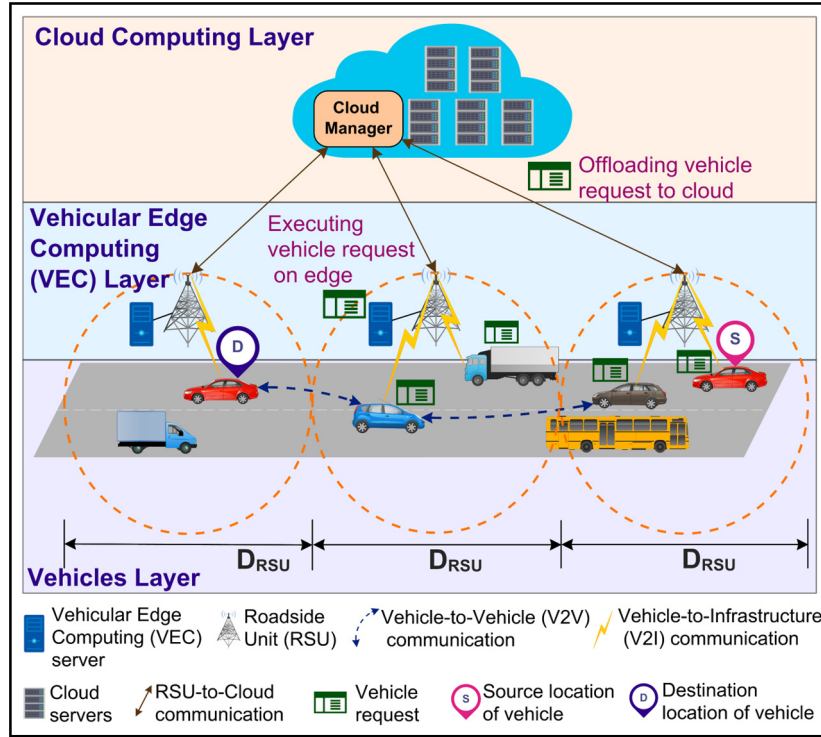 Cloud Computing Layer
Cloud
Manager
Offloading vehicle
request to cloud
Vehicular Edge
Computing
(VEC) Layer
Executing
vehicle request
on edge
D
S
DRSU
DRSU
DRSU
Vehicles Layer
Vehicular Edge
Computing (VEC)
server
Roadside
Unit (RSU)
Vehicle-to-Vehicle (V2V)
communication
Vehicle-to-Infrastructure
(V2I) communication
Cloud
servers
RSU-to-Cloud
communication
Vehicle
request
S
Source location
of vehicle
D
Destination
location of vehicle